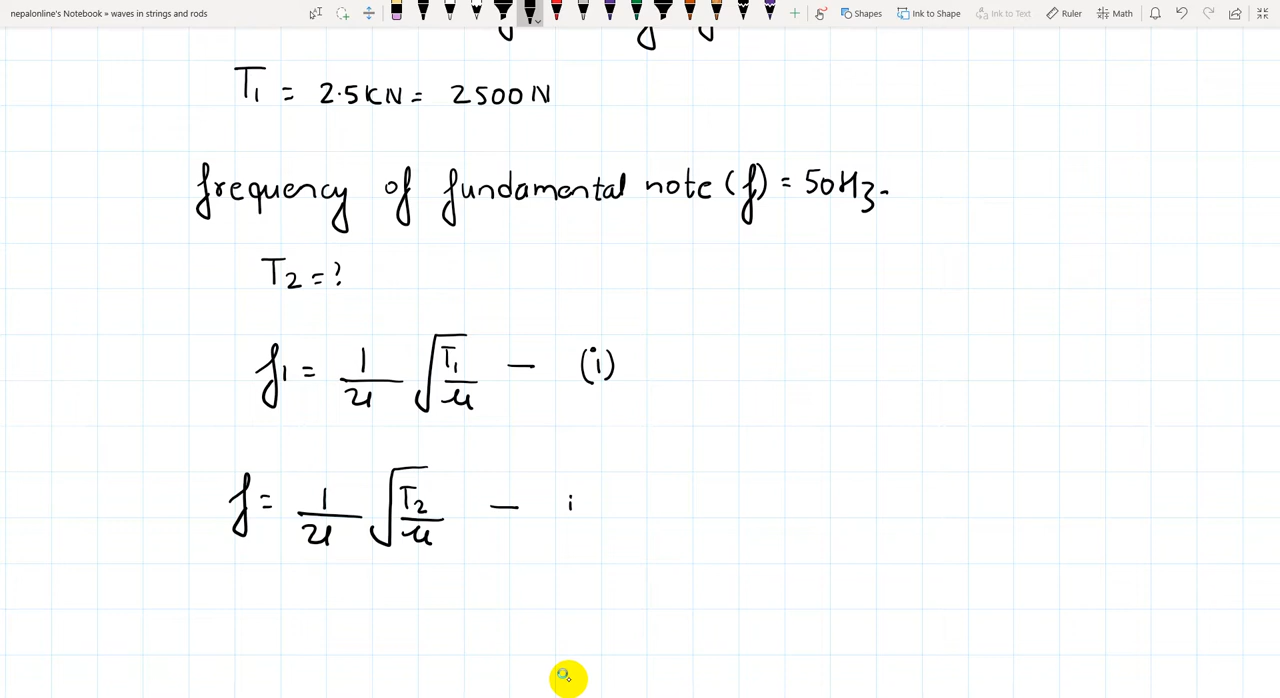 nepalonline's Notebook » waves in strings and rods
Shapes Ink to Shape Ink to Text Ruler Math
T₁ = 2.5KN = 2500N
frequency of fundamental note (f) = 50Hz.
T₂ = ?
f₁ = 1/2l √(T₁/μ) — (i)
f = 1/2l √(T₂/μ) — i